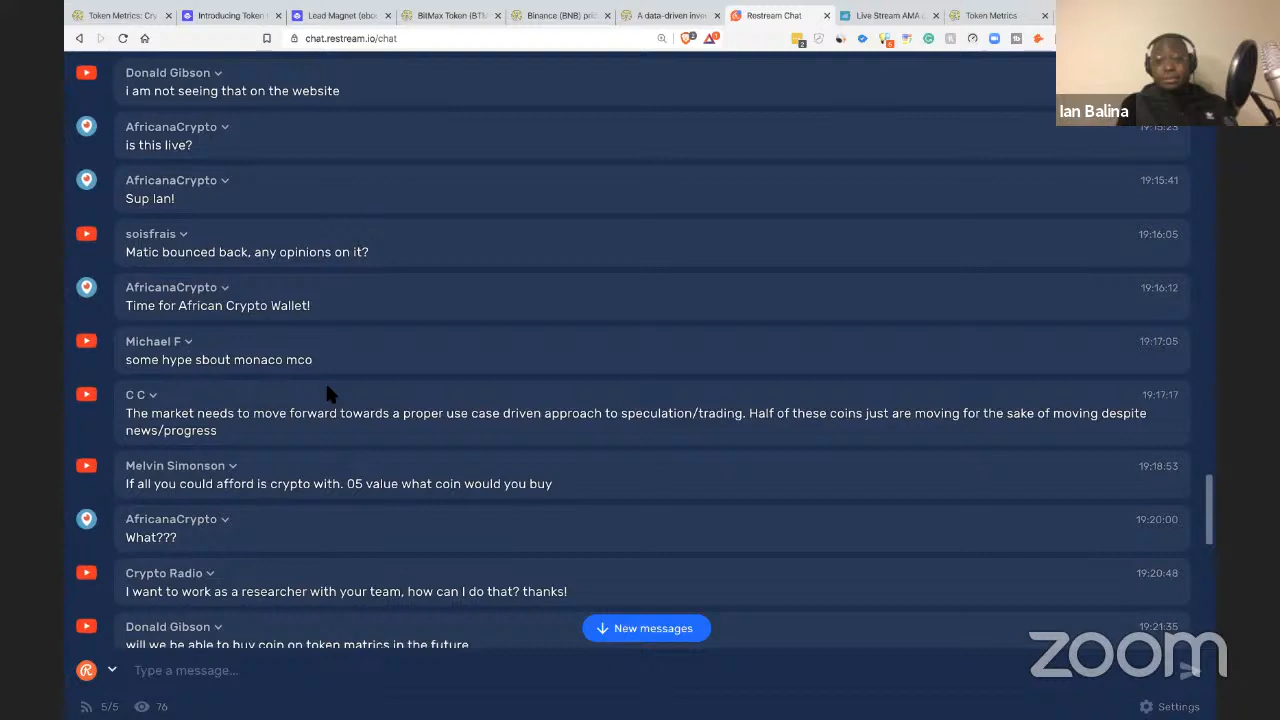 Token Metrics: Cry
Introducing Token
Lead Magnet (ebo
BitMax Token (BTM
Binance (BNB) pri
A data-driven inve
Restream Chat
Live Stream AMA L
Token Metrics
chat.restream.io/chat
Donald Gibson
i am not seeing that on the website
Ian Balina
AfricanaCrypto
19:15:23
is this live?
AfricanaCrypto
19:15:41
Sup Ian!
soisfrais
19:16:05
Matic bounced back, any opinions on it?
AfricanaCrypto
19:16:12
Time for African Crypto Wallet!
Michael F
19:17:05
some hype sbout monaco mco
C C
19:17:17
The market needs to move forward towards a proper use case driven approach to speculation/trading. Half of these coins just are moving for the sake of moving despite
news/progress
Melvin Simonson
19:18:53
If all you could afford is crypto with. 05 value what coin would you buy
AfricanaCrypto
19:20:00
What???
Crypto Radio
19:20:48
I want to work as a researcher with your team, how can I do that? thanks!
Donald Gibson
19:21:35
will we be able to buy coin on token matrics in the future
New messages
Type a message...
zoom
5/5
76
Settings